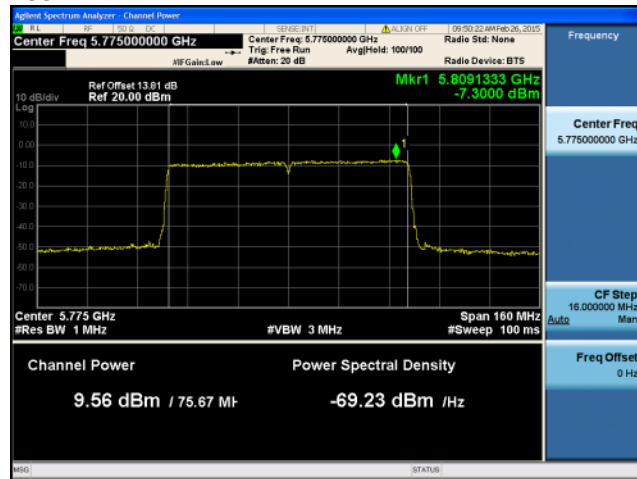 Agilent Spectrum Analyzer - Channel Power
RL RF 50 Ω DC SENSE:INT ALIGN OFF 09:50:22 AM Feb 26, 2015
Center Freq 5.775000000 GHz Center Freq: 5.775000000 GHz Radio Std: None Frequency
Trig: Free Run Avg|Hold: 100/100
#IFGain:Low #Atten: 20 dB Radio Device: BTS
Ref Offset 13.81 dB Mkr1 5.8091333 GHz
10 dB/div Ref 20.00 dBm -7.3000 dBm
Log
10.0
0.00
-10.0
-20.0
-30.0
-40.0
-50.0
-60.0
-70.0
1
Center Freq
5.775000000 GHz
Center 5.775 GHz Span 160 MHz
#Res BW 1 MHz #VBW 3 MHz #Sweep 100 ms
CF Step
16.000000 MHz
Auto Man
Channel Power Power Spectral Density
9.56 dBm / 75.67 MH -69.23 dBm /Hz
Freq Offset
0 Hz
MSG STATUS